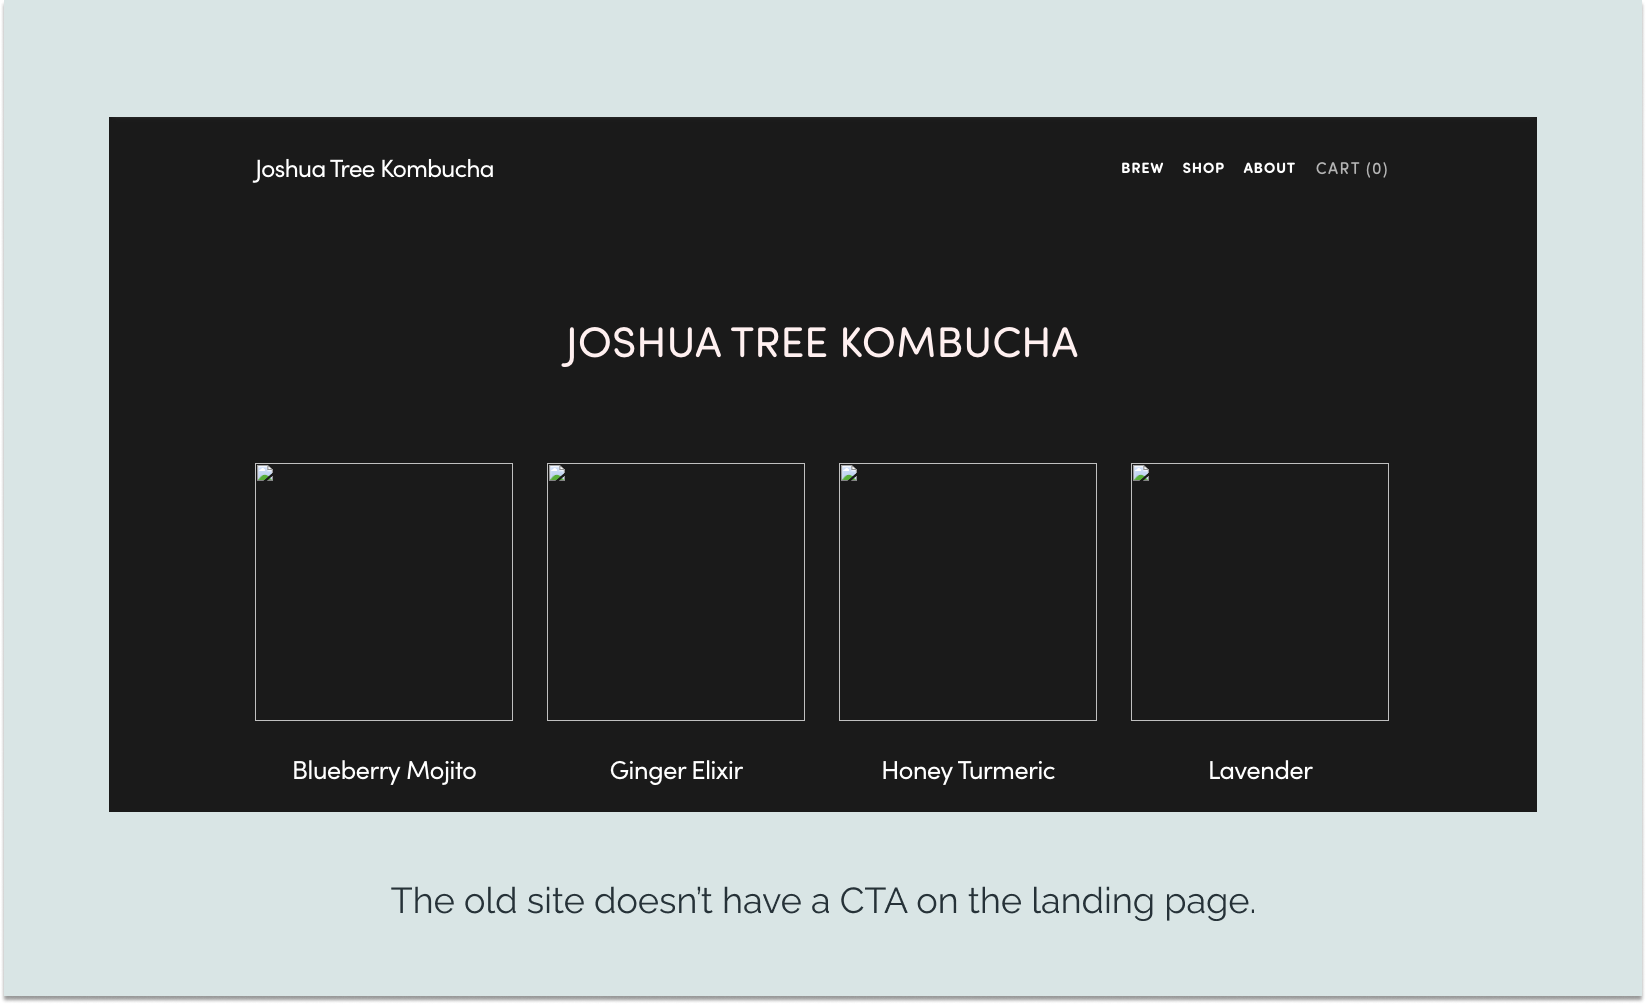 Joshua Tree Kombucha
BREW SHOP ABOUT CART (0)
JOSHUA TREE KOMBUCHA
Blueberry Mojito
Ginger Elixir
Honey Turmeric
Lavender
The old site doesn't have a CTA on the landing page.